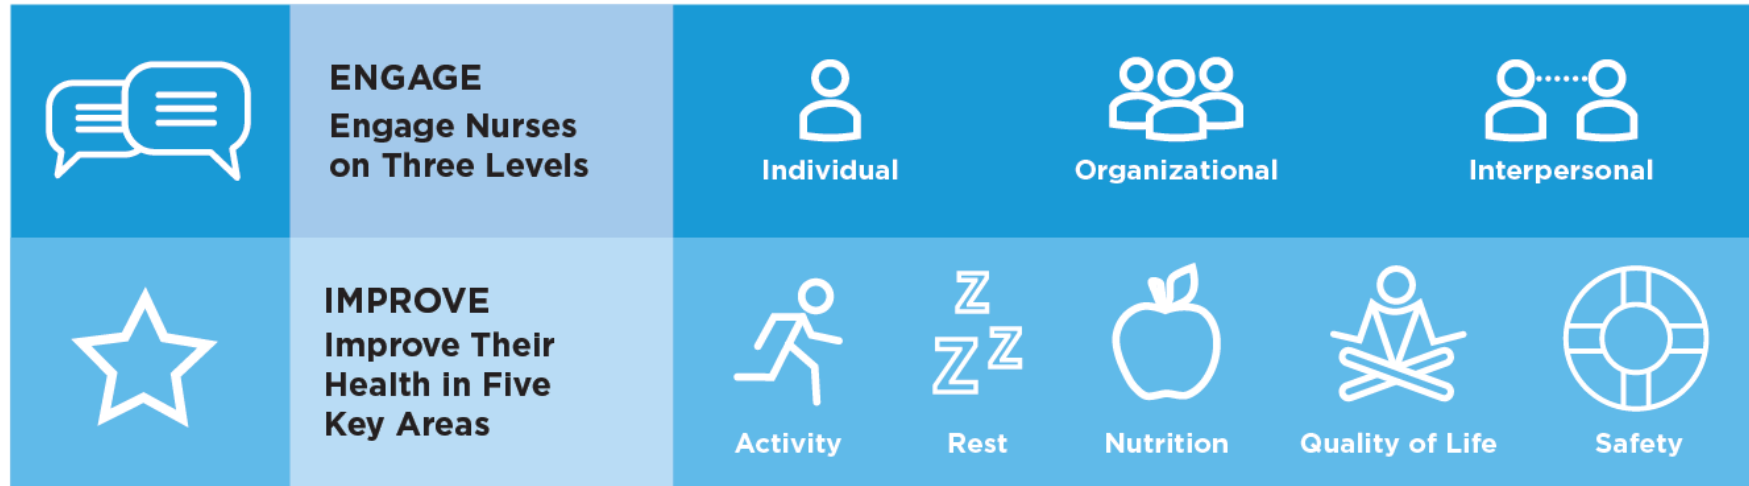 ENGAGE
Engage Nurses
on Three Levels
Individual
Organizational
Interpersonal
IMPROVE
Improve Their
Health in Five
Key Areas
Z
Z
Z
Activity
Rest
Nutrition
Quality of Life
Safety